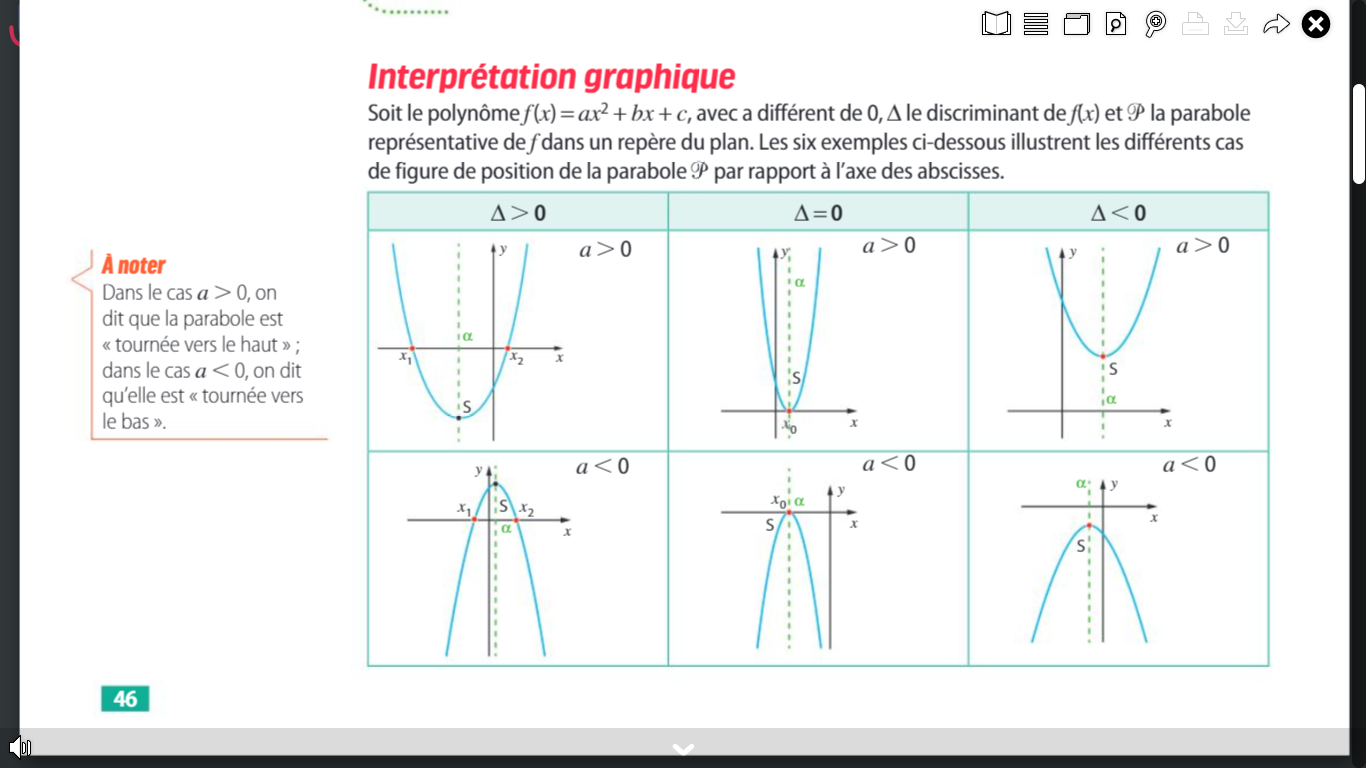 Interprétation graphique
Soit le polynôme f(x) = ax² + bx + c, avec a différent de 0, Δ le discriminant de f(x) et 𝒫 la parabole
représentative de f dans un repère du plan. Les six exemples ci-dessous illustrent les différents cas
de figure de position de la parabole 𝒫 par rapport à l'axe des abscisses.
Δ > 0
Δ = 0
Δ < 0
À noter
Dans le cas a > 0, on
dit que la parabole est
« tournée vers le haut » ;
dans le cas a < 0, on dit
qu'elle est « tournée vers
le bas ».
y
a > 0
α
x₁
x₂
x
S
y
a > 0
α
S
x₀
x
y
a > 0
S
α
x
y
a < 0
x₁
S
x₂
α
x
a < 0
y
x₀
α
S
x
a < 0
α
y
x
S
46